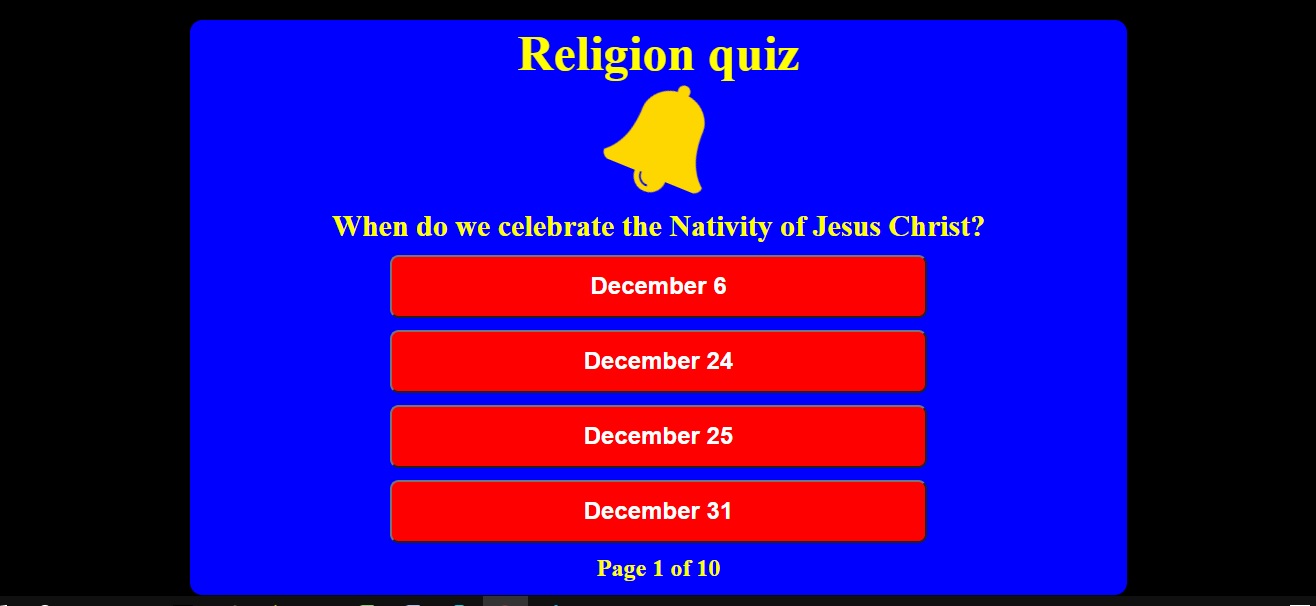 Religion quiz
When do we celebrate the Nativity of Jesus Christ?
December 6
December 24
December 25
December 31
Page 1 of 10